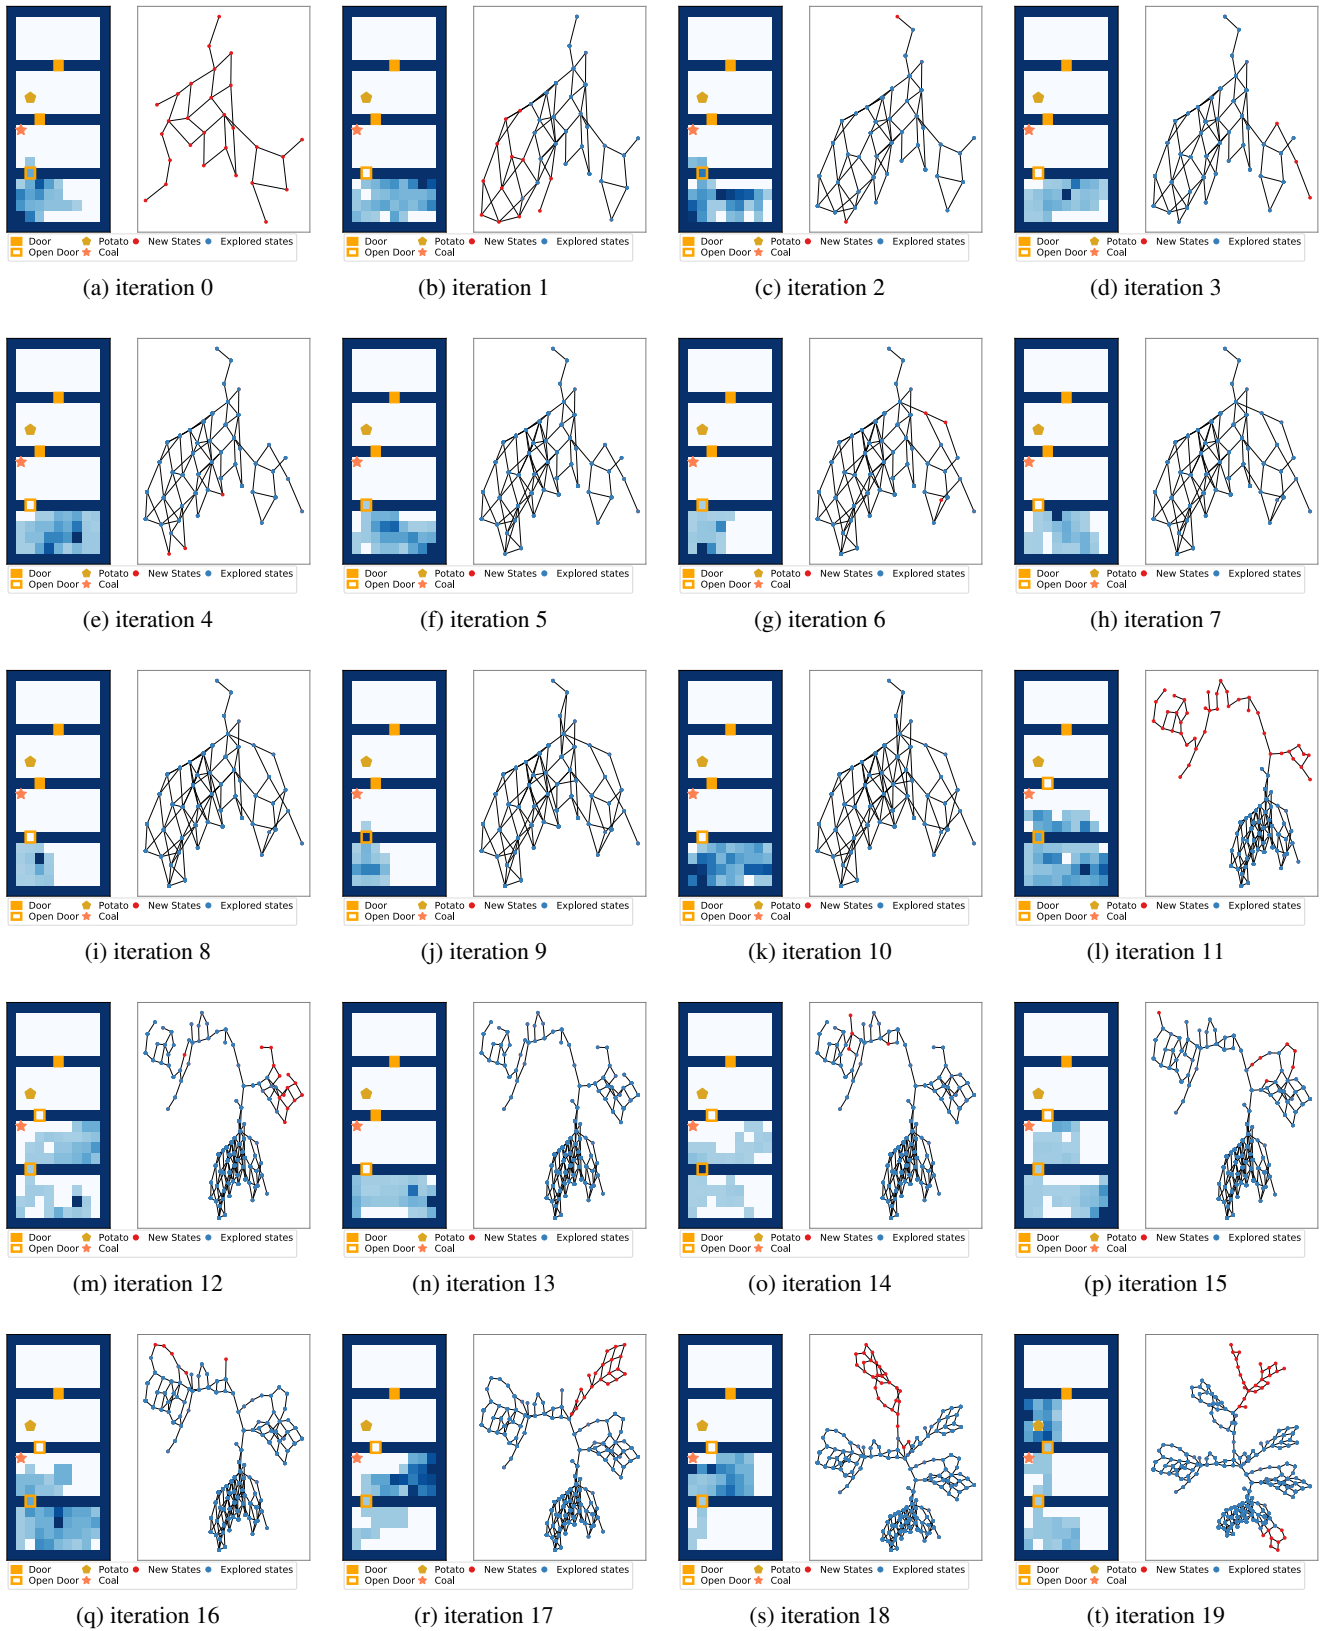 Door Potato New States Explored states Door Potato New States Explored states Door Potato New States Explored states Door Potato New States Explored states
Open Door Coal Open Door Coal Open Door Coal Open Door Coal
(a) iteration 0 (b) iteration 1 (c) iteration 2 (d) iteration 3
Door Potato New States Explored states Door Potato New States Explored states Door Potato New States Explored states Door Potato New States Explored states
Open Door Coal Open Door Coal Open Door Coal Open Door Coal
(e) iteration 4 (f) iteration 5 (g) iteration 6 (h) iteration 7
Door Potato New States Explored states Door Potato New States Explored states Door Potato New States Explored states Door Potato New States Explored states
Open Door Coal Open Door Coal Open Door Coal Open Door Coal
(i) iteration 8 (j) iteration 9 (k) iteration 10 (l) iteration 11
Door Potato New States Explored states Door Potato New States Explored states Door Potato New States Explored states Door Potato New States Explored states
Open Door Coal Open Door Coal Open Door Coal Open Door Coal
(m) iteration 12 (n) iteration 13 (o) iteration 14 (p) iteration 15
Door Potato New States Explored states Door Potato New States Explored states Door Potato New States Explored states Door Potato New States Explored states
Open Door Coal Open Door Coal Open Door Coal Open Door Coal
(q) iteration 16 (r) iteration 17 (s) iteration 18 (t) iteration 19